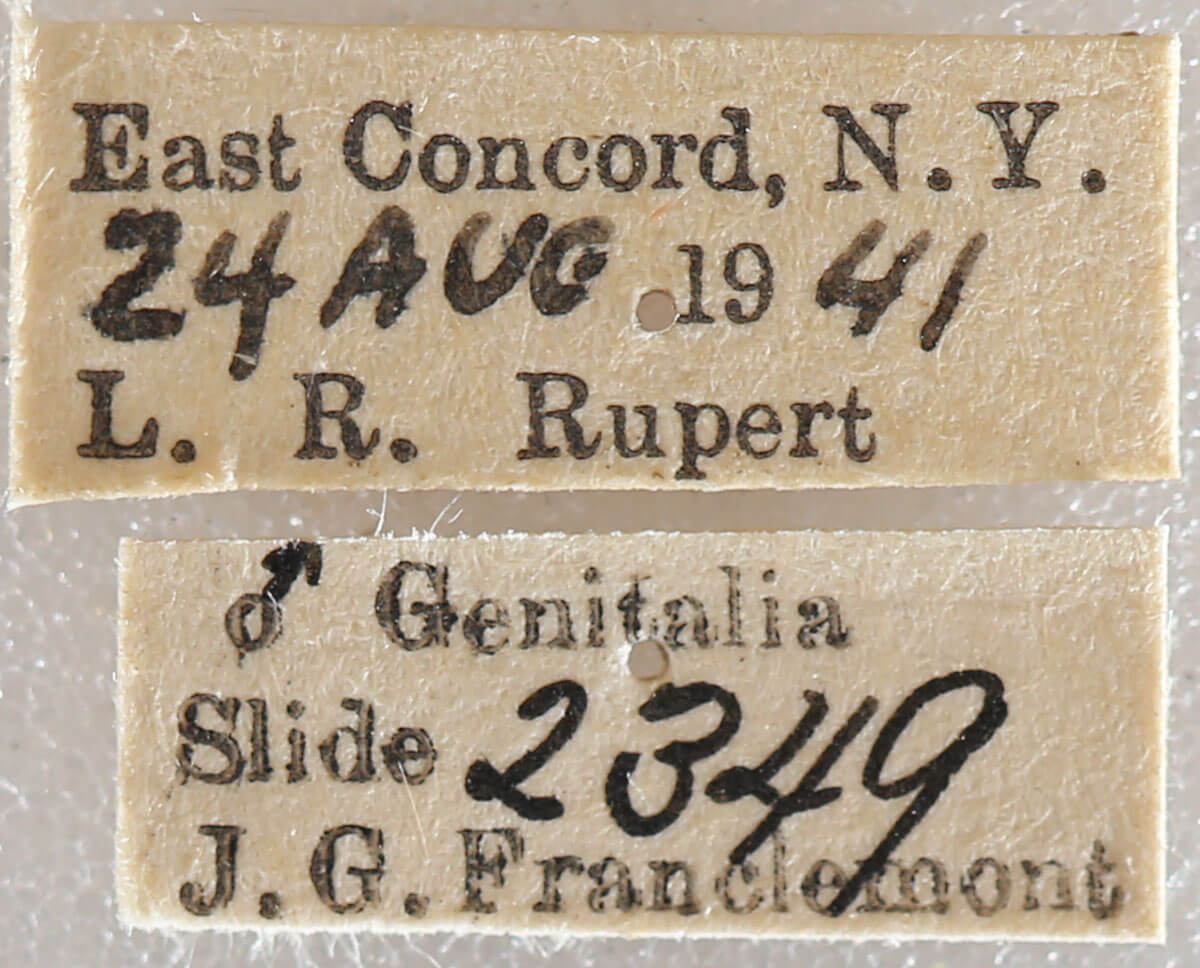 East Concord, N.Y.
24 AUG 1941
L. R. Rupert
♂ Genitalia
Slide 2349
J. G. Franclemont